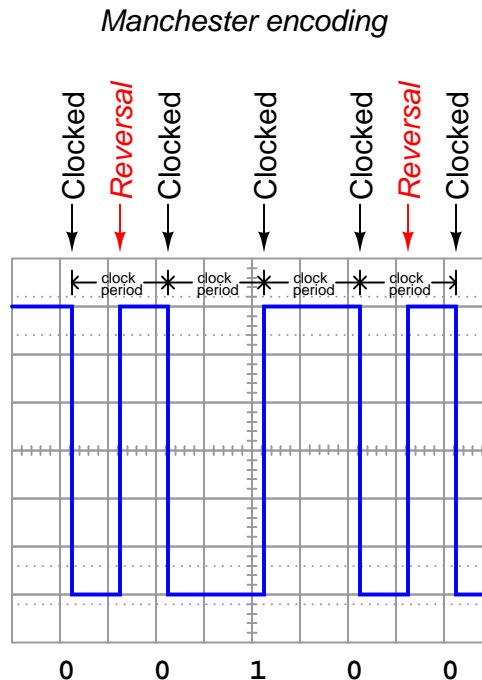 Manchester encoding
Clocked
Reversal
Clocked
Clocked
Clocked
Reversal
Clocked
clock
period
clock
period
clock
period
clock
period
0 0 1 0 0